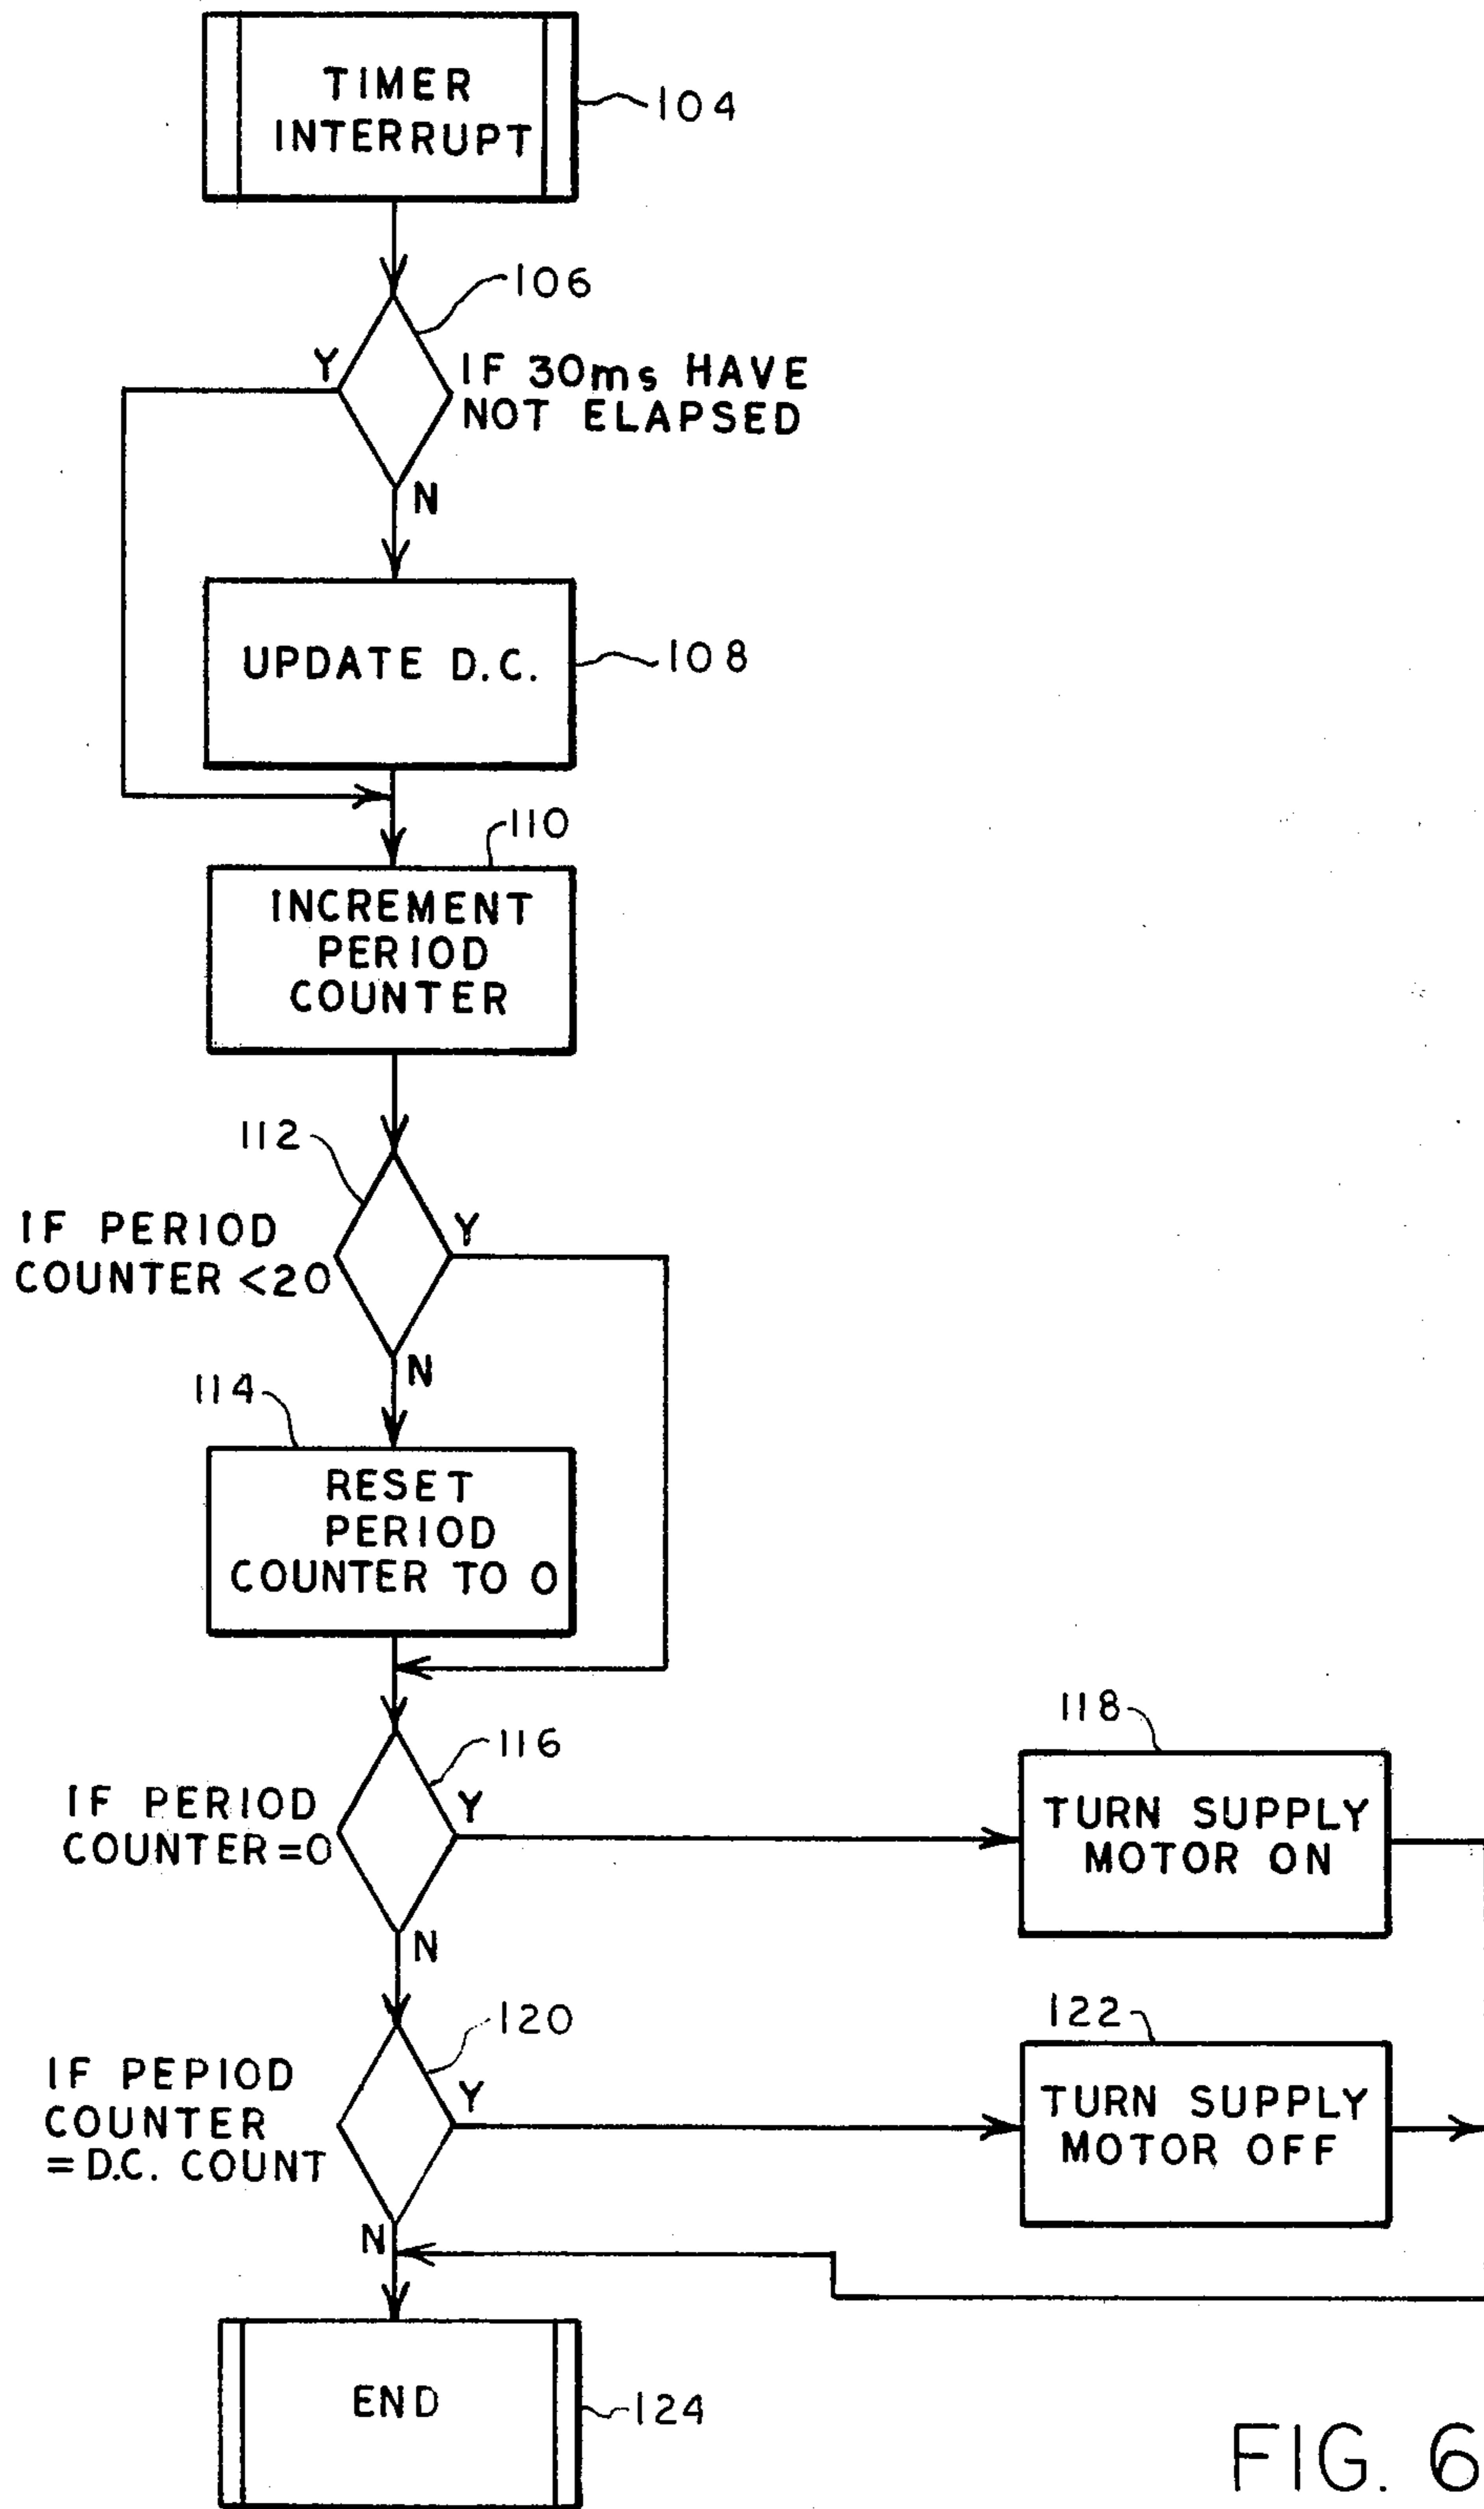 TIMER
INTERRUPT
104
106
Y
IF 30ms HAVE
NOT ELAPSED
N
UPDATE D.C.
108
110
INCREMENT
PERIOD
COUNTER
112
IF PERIOD
COUNTER <20
Y
N
114
RESET
PERIOD
COUNTER TO 0
116
IF PERIOD
COUNTER=0
Y
118
TURN SUPPLY
MOTOR ON
N
120
IF PEPIOD
COUNTER
= D.C. COUNT
Y
122
TURN SUPPLY
MOTOR OFF
N
END
124
FIG. 6